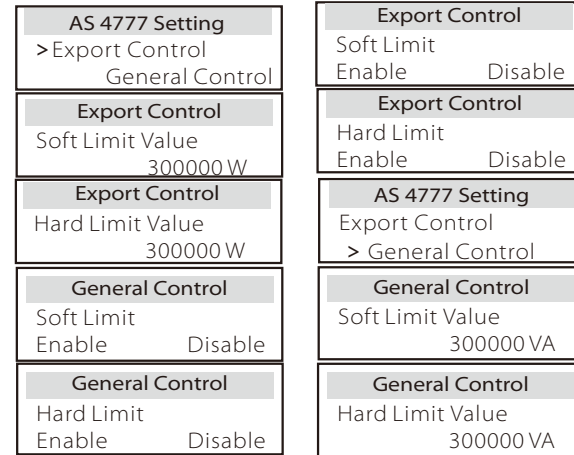 AS 4777 Setting
>Export Control
General Control
Export Control
Soft Limit
Enable Disable
Export Control
Soft Limit Value
300000 W
Export Control
Hard Limit
Enable Disable
Export Control
Hard Limit Value
300000 W
AS 4777 Setting
Export Control
> General Control
General Control
Soft Limit
Enable Disable
General Control
Soft Limit Value
300000 VA
General Control
Hard Limit
Enable Disable
General Control
Hard Limit Value
300000 VA